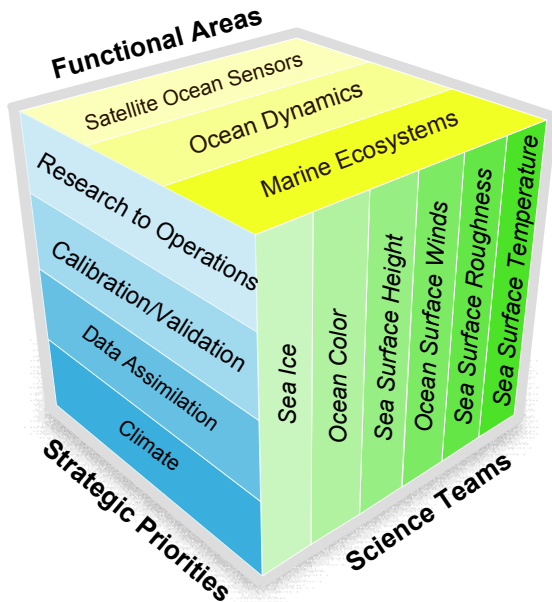 Functional Areas
Satellite Ocean Sensors
Ocean Dynamics
Marine Ecosystems
Research to Operations
Calibration/Validation
Data Assimilation
Climate
Strategic Priorities
Sea Ice
Ocean Color
Sea Surface Height
Ocean Surface Winds
Sea Surface Roughness
Sea Surface Temperature
Science Teams